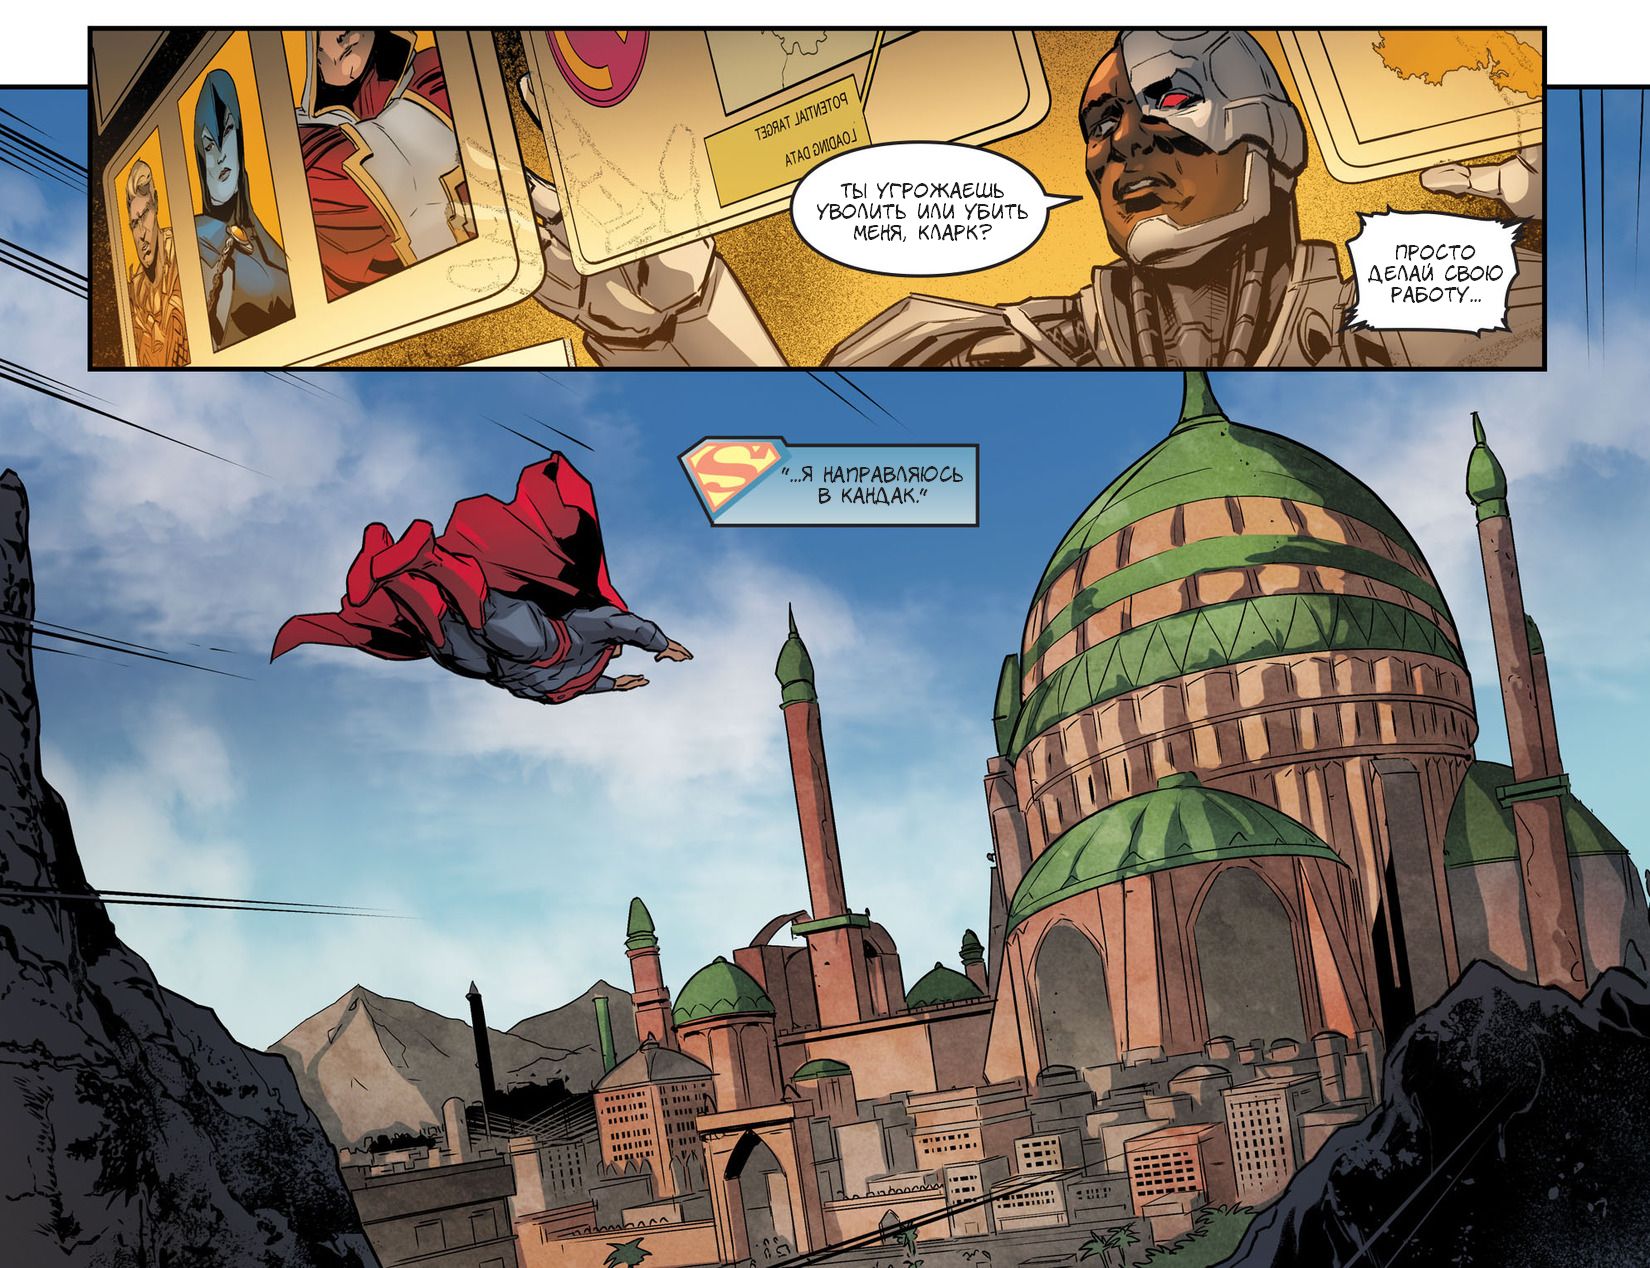 POTENTIAL TARGET
LOADING DATA
ТЫ УГРОЖАЕШЬ
УВОЛИТЬ ИЛИ УБИТЬ
МЕНЯ, КЛАРК?
ПРОСТО
ДЕЛАЙ СВОЮ
РАБОТУ...
S
"...Я НАПРАВЛЯЮСЬ
В КАНДАК."